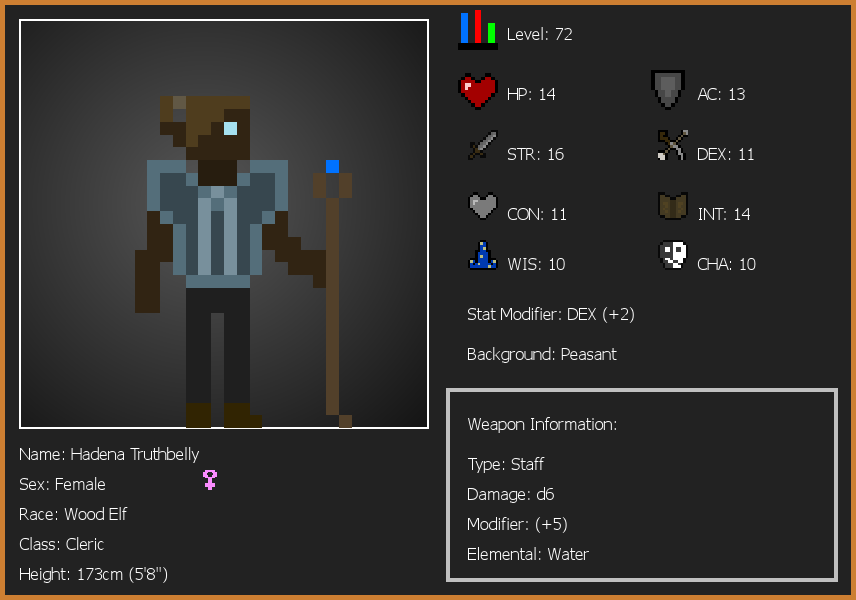 Level: 72
HP: 14
AC: 13
STR: 16
DEX: 11
CON: 11
INT: 14
WIS: 10
CHA: 10
Stat Modifier: DEX (+2)
Background: Peasant
Weapon Information:
Type: Staff
Damage: d6
Modifier: (+5)
Elemental: Water
Name: Hadena Truthbelly
Sex: Female
Race: Wood Elf
Class: Cleric
Height: 173cm (5'8")